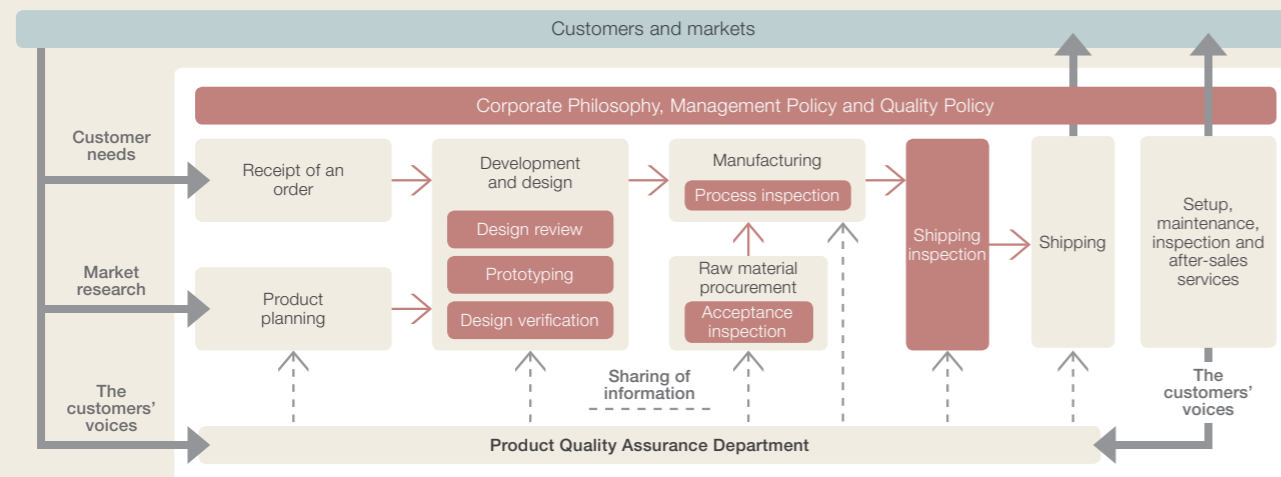 Customers and markets
Corporate Philosophy, Management Policy and Quality Policy
Customer
needs
Receipt of an
order
Development
and design
Design review
Prototyping
Design verification
Manufacturing
Process inspection
Shipping
inspection
Shipping
Setup,
maintenance,
inspection and
after-sales
services
Market
research
Product
planning
Raw material
procurement
Acceptance
inspection
The
customers'
voices
Sharing of
information
The
customers'
voices
Product Quality Assurance Department